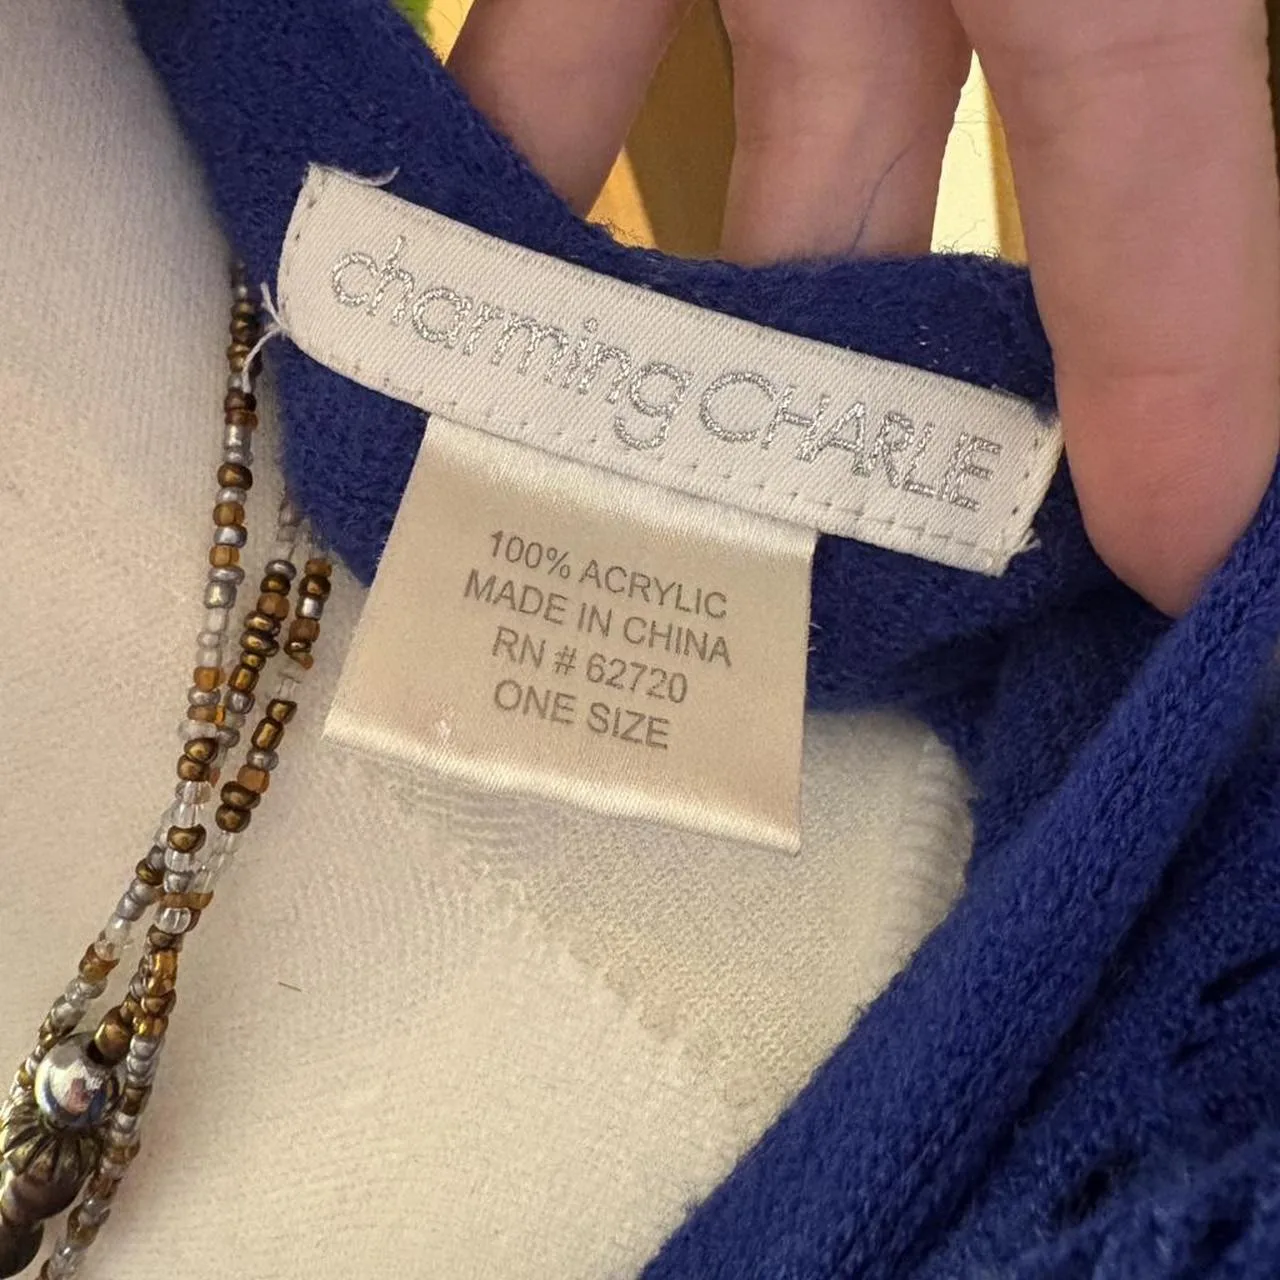 charming CHARLIE
100% ACRYLIC
MADE IN CHINA
RN # 62720
ONE SIZE